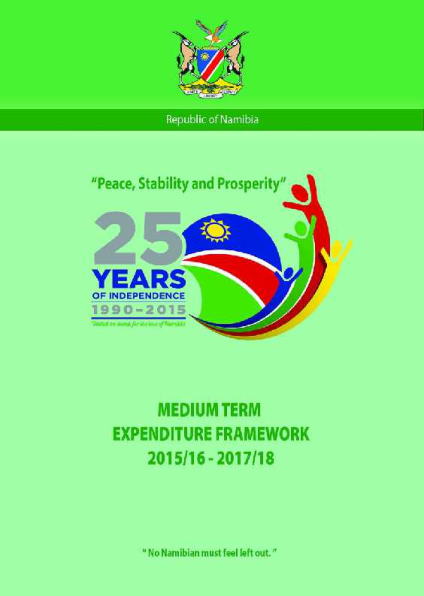 Republic of Namibia
"Peace, Stability and Prosperity"
25
YEARS
OF INDEPENDENCE
1990-2015
MEDIUM TERM
EXPENDITURE FRAMEWORK
2015/16 - 2017/18
" No Namibian must feel left out. "